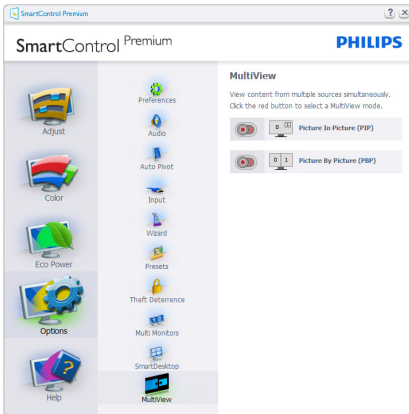 SmartControl Premium
? X
SmartControl Premium
PHILIPS
Adjust
Color
Eco Power
Options
Help
Preferences
Audio
Auto Pivot
Input
Wizard
Presets
Theft Deterrence
Multi Monitors
SmartDesktop
MultiView
MultiView
View content from multiple sources simultaneously.
Click the red button to select a MultiView mode.
0 1 Picture In Picture (PIP)
0 1 Picture By Picture (PBP)